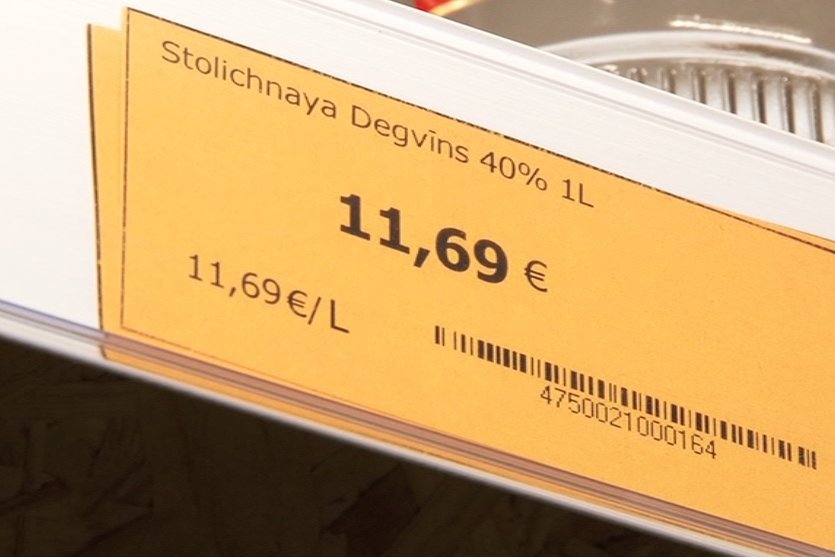 Stolichnaya Degvīns 40% 1L
11,69 €
11,69€/L
4750021000164